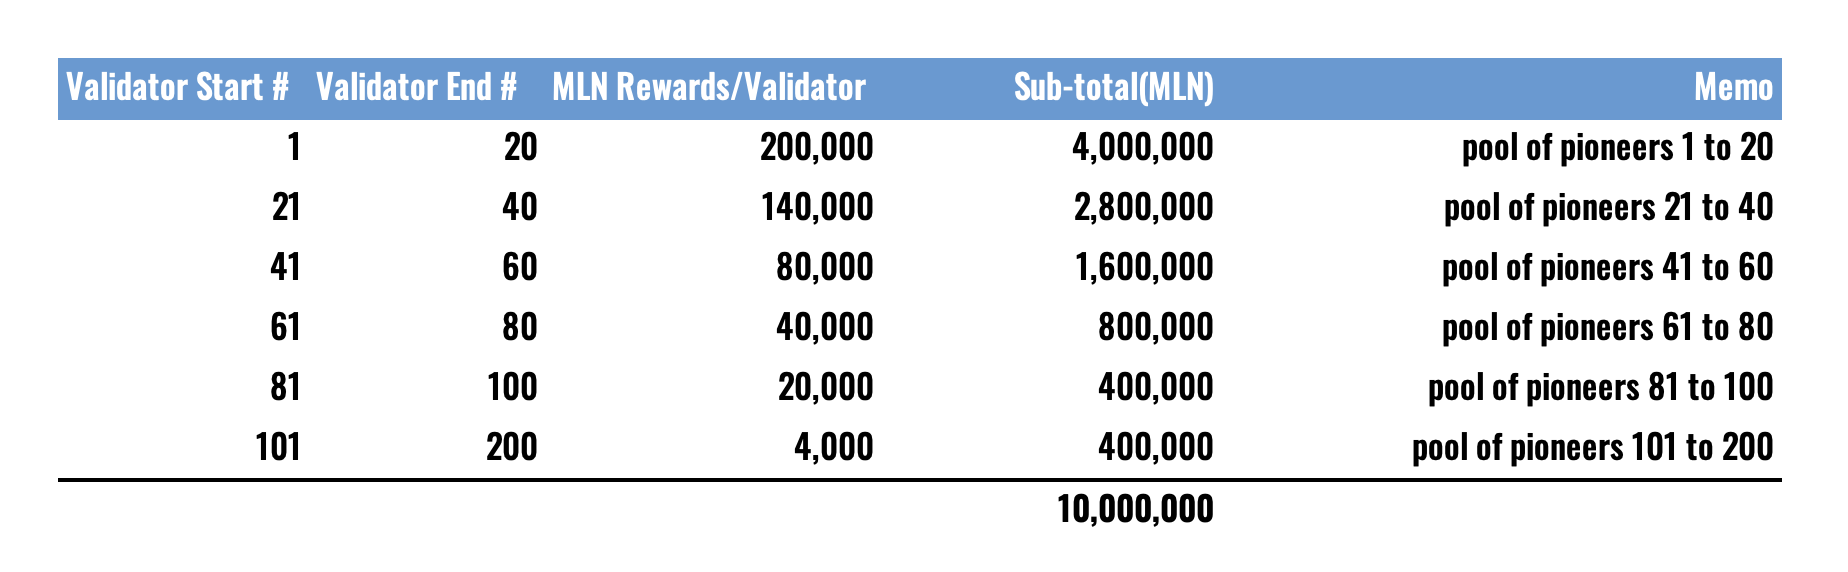 Validator Start # Validator End # MLN Rewards/Validator Sub-total(MLN) Memo
1 20 200,000 4,000,000 pool of pioneers 1 to 20
21 40 140,000 2,800,000 pool of pioneers 21 to 40
41 60 80,000 1,600,000 pool of pioneers 41 to 60
61 80 40,000 800,000 pool of pioneers 61 to 80
81 100 20,000 400,000 pool of pioneers 81 to 100
101 200 4,000 400,000 pool of pioneers 101 to 200
10,000,000